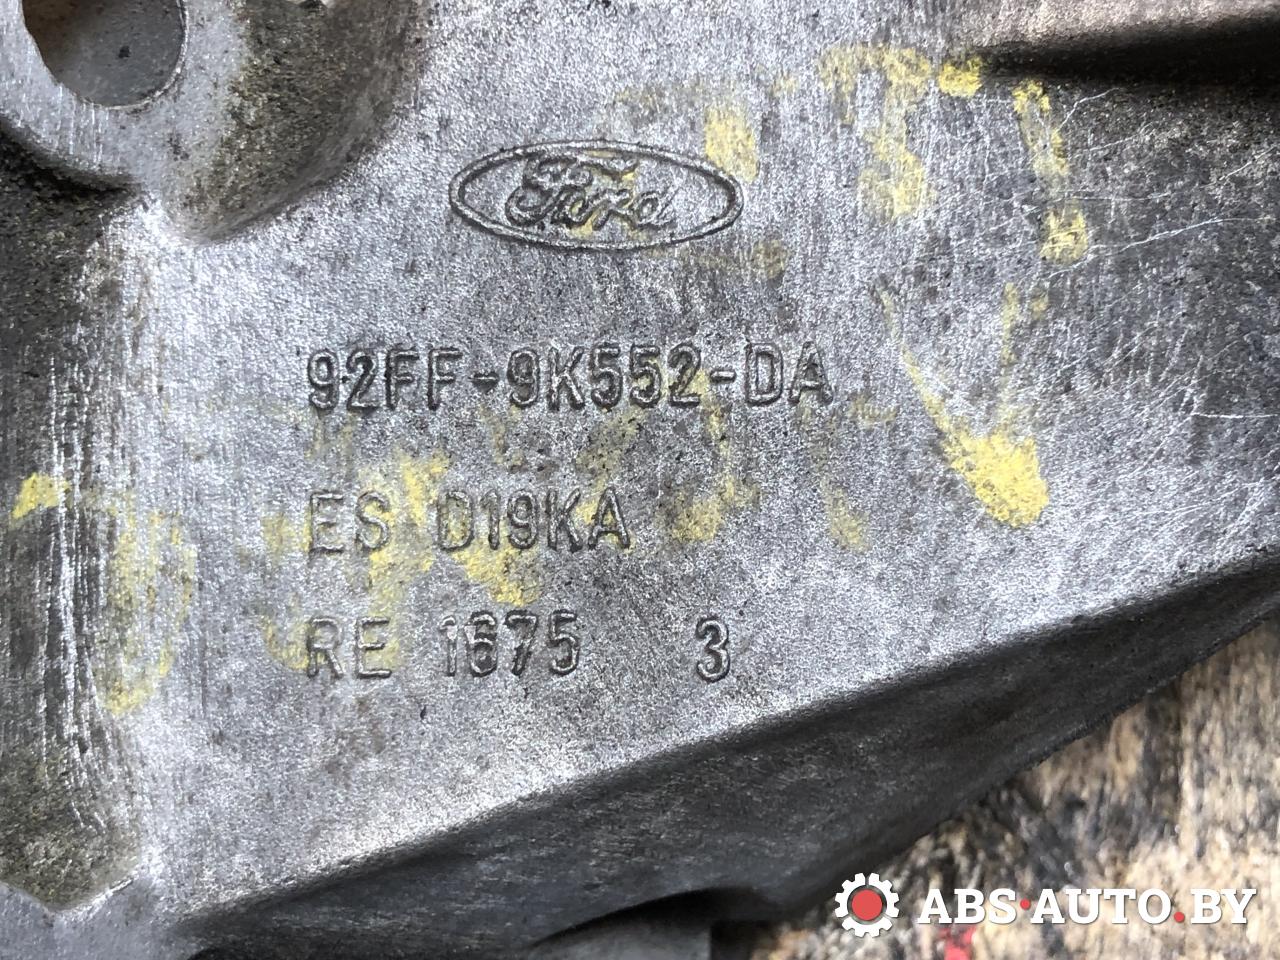 Ford
92FF-9K552-DA
ES D19KA
RE 1675 3
ABS·AUTO.BY